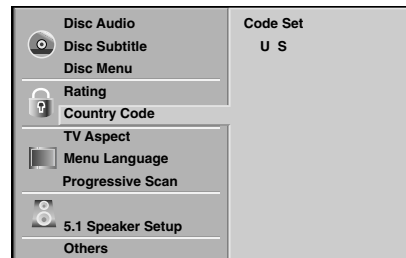 Disc Audio
Disc Subtitle
Disc Menu
Rating
Country Code
TV Aspect
Menu Language
Progressive Scan
5.1 Speaker Setup
Others
Code Set
U S